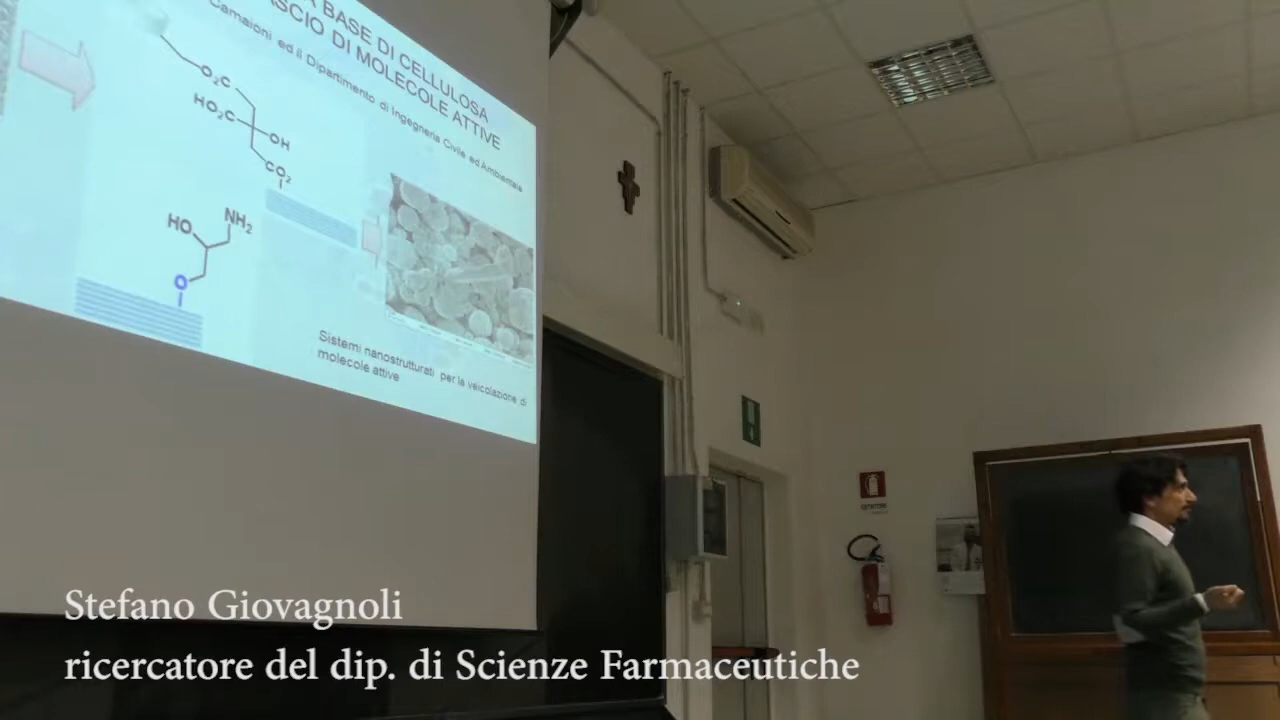 A BASE DI CELLULOSA
SCIO DI MOLECOLE ATTIVE
Camaioni ed il Dipartimento di Ingegneria Civile ed Ambientale
O₂C
HO₂C
OH
CO₂
HO
NH₂
O
Sistemi nanostrutturati per la veicolazione di
molecole attive
ESTINTORE
Stefano Giovagnoli
ricercatore del dip. di Scienze Farmaceutiche